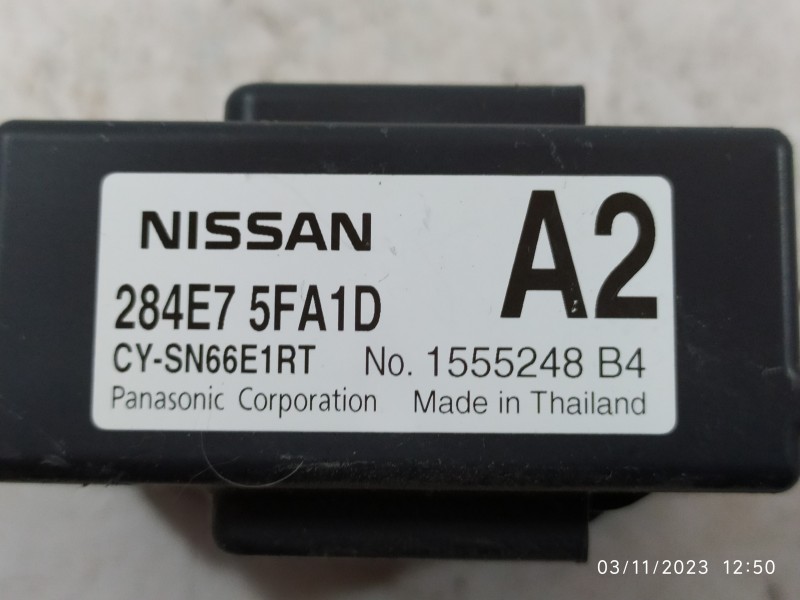 NISSAN
A2
284E7 5FA1D
CY-SN66E1RT No. 1555248 B4
Panasonic Corporation Made in Thailand
03/11/2023 12:50